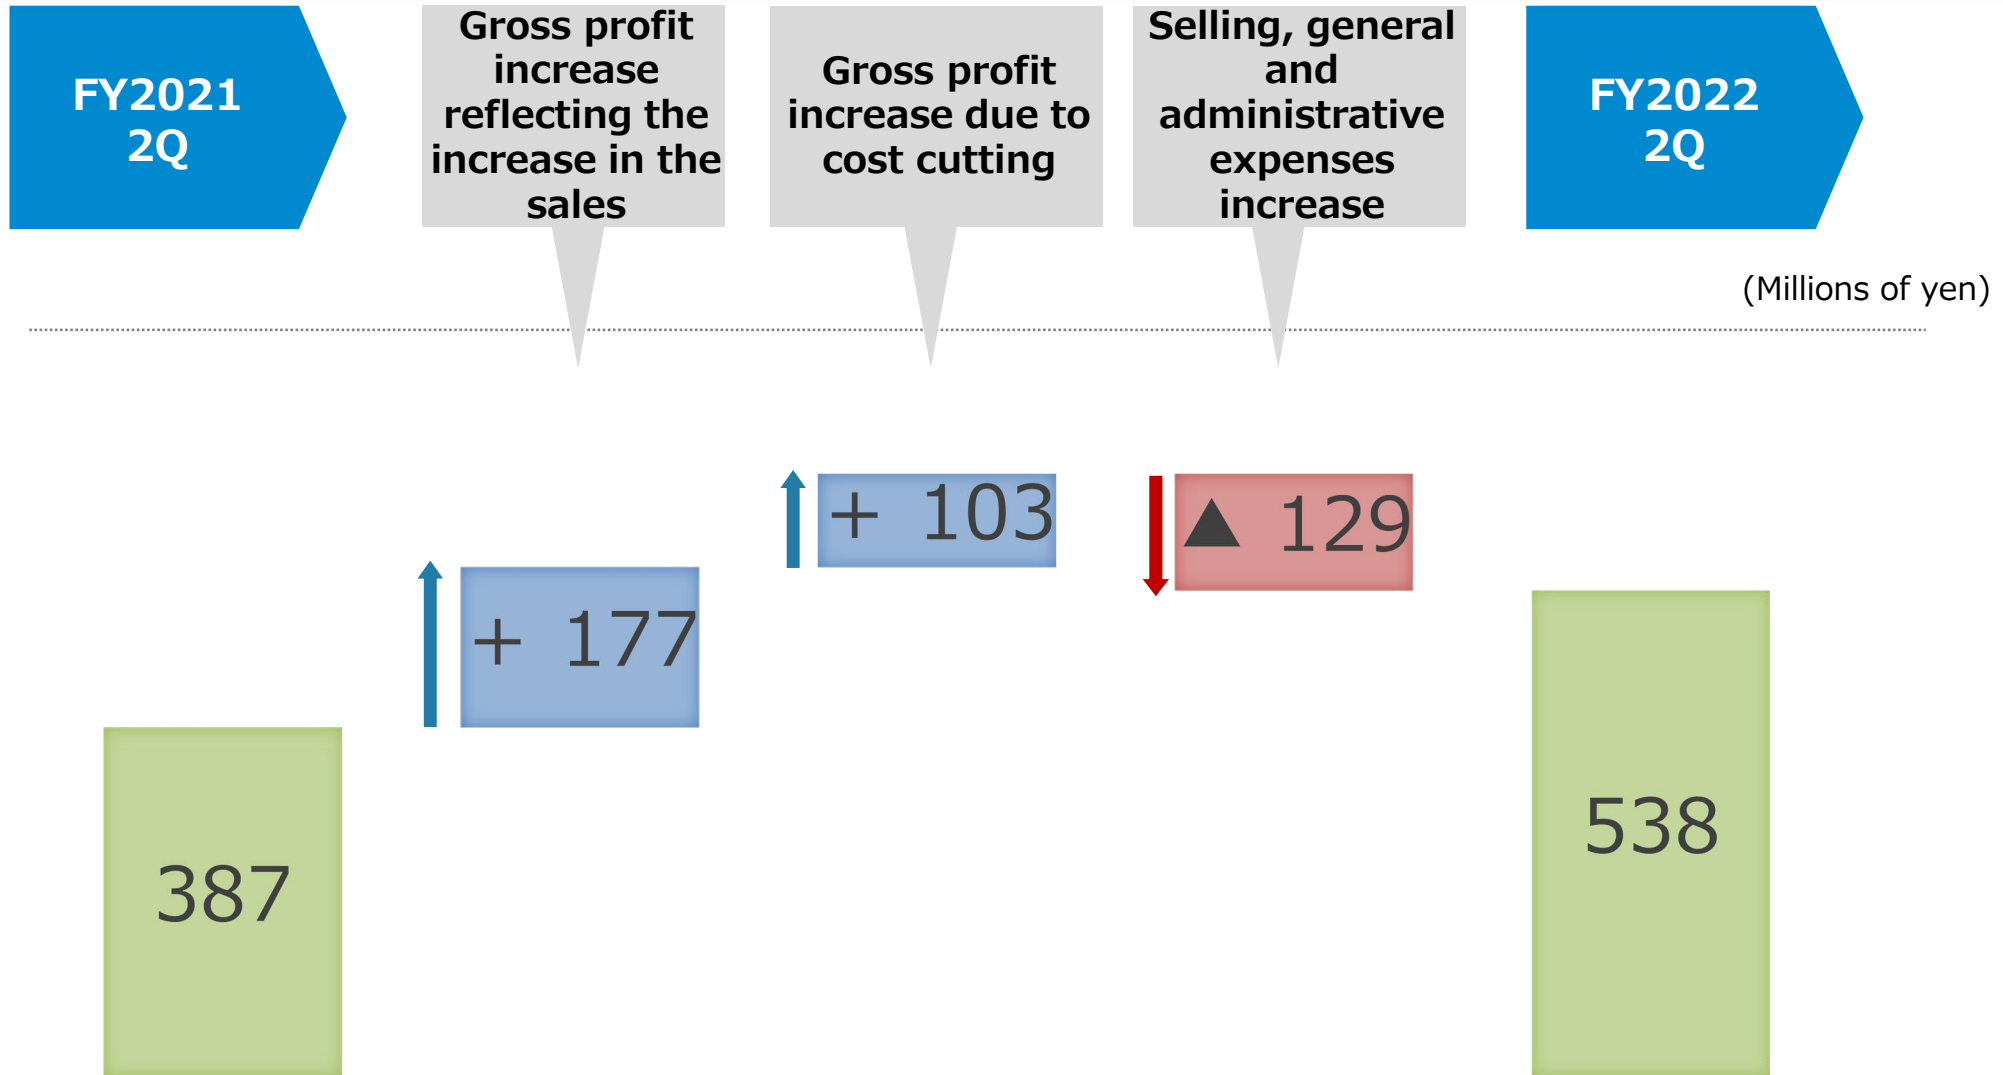 FY2021
2Q
Gross profit
increase
reflecting the
increase in the
sales
Gross profit
increase due to
cost cutting
Selling, general
and
administrative
expenses
increase
FY2022
2Q
(Millions of yen)
+ 103
▲ 129
+ 177
538
387